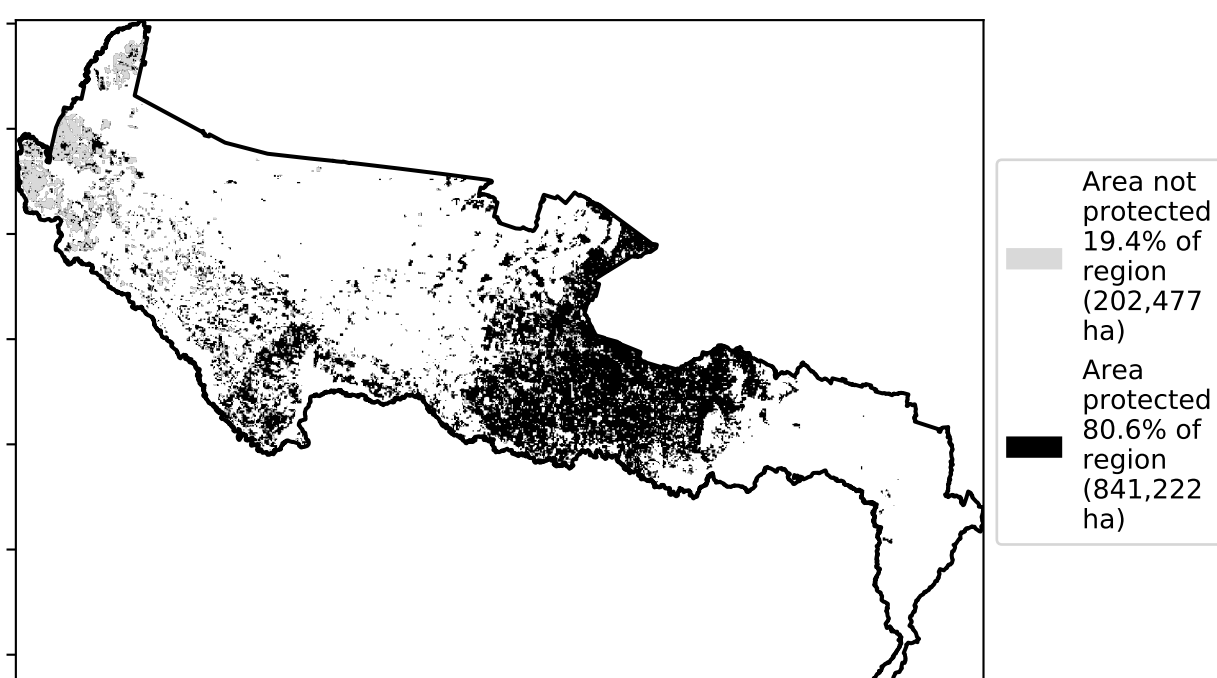 Area not
protected
19.4% of
region
(202,477
ha)
Area
protected
80.6% of
region
(841,222
ha)